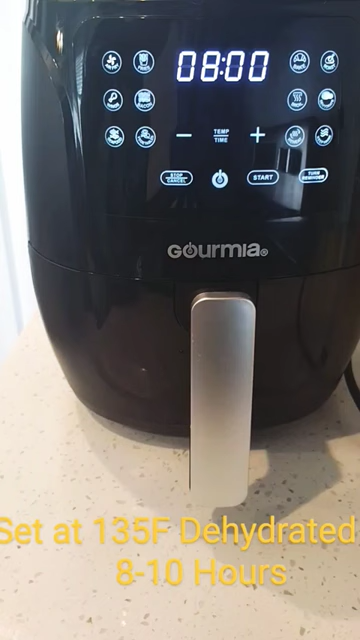 08:00
TEMP
TIME
STOP
CANCEL
START
TURN
REMINDER
GOURMIA®
Set at 135F Dehydrated
8-10 Hours